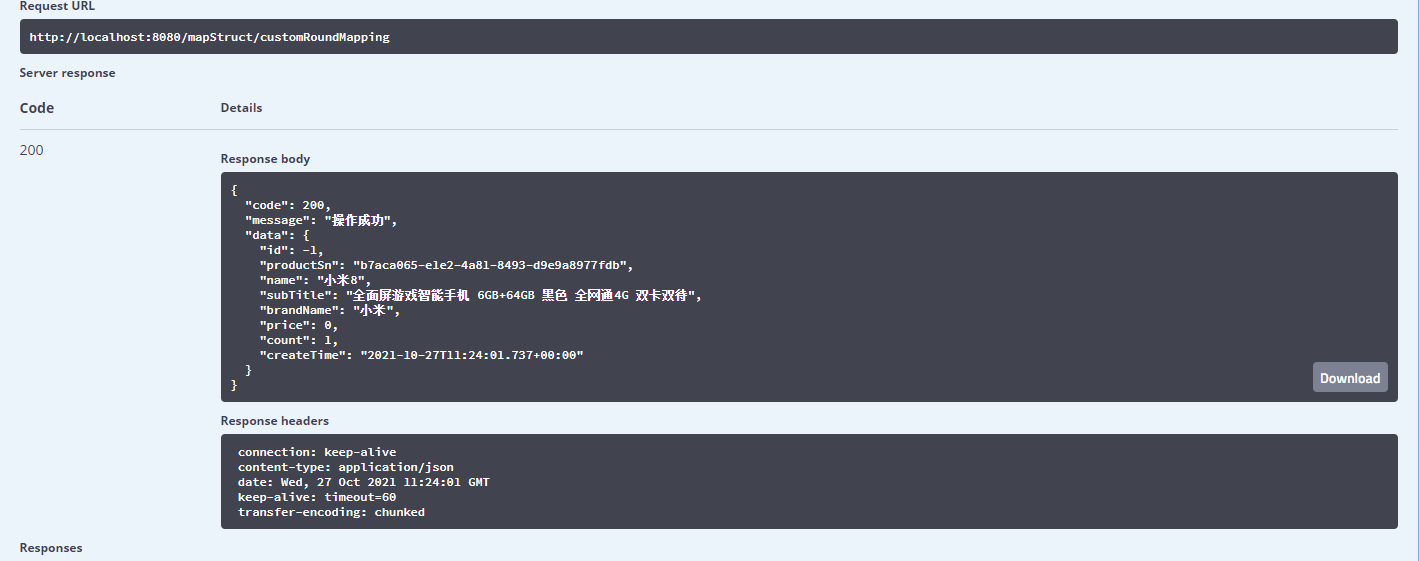 Request URL
http://localhost:8080/mapStruct/customRoundMapping
Server response
Code Details
200
Response body
{
  "code": 200,
  "message": "操作成功",
  "data": {
    "id": -1,
    "productSn": "b7aca065-e1e2-4a81-8493-d9e9a8977fdb",
    "name": "小米8",
    "subTitle": "全面屏游戏智能手机 6GB+64GB 黑色 全网通4G 双卡双待",
    "brandName": "小米",
    "price": 0,
    "count": 1,
    "createTime": "2021-10-27T11:24:01.737+00:00"
  }
}
Download
Response headers
connection: keep-alive
content-type: application/json
date: Wed, 27 Oct 2021 11:24:01 GMT
keep-alive: timeout=60
transfer-encoding: chunked
Responses